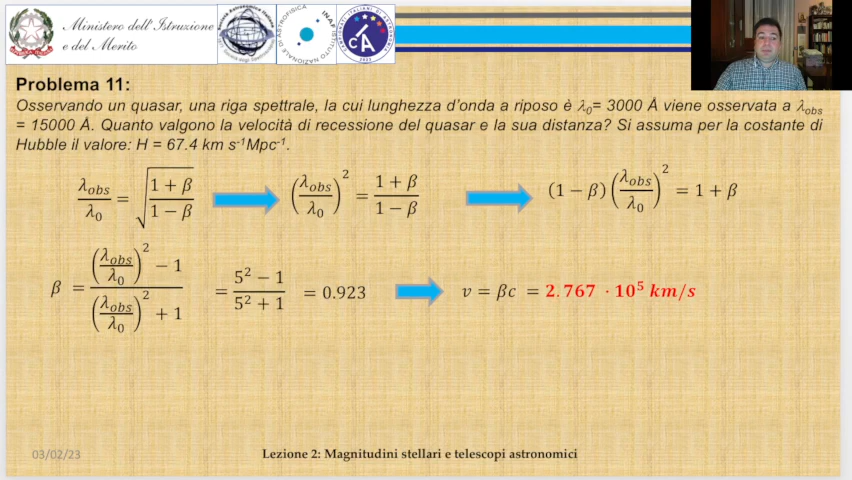 Ministero dell'Istruzione
e del Merito
INAF
Problema 11:
Osservando un quasar, una riga spettrale, la cui lunghezza d'onda a riposo è λ₀= 3000 Å viene osservata a λobs
= 15000 Å. Quanto valgono la velocità di recessione del quasar e la sua distanza? Si assuma per la costante di
Hubble il valore: H = 67.4 km s⁻¹Mpc⁻¹.
λobs/λ₀ = √((1 + β)/(1 − β)) (λobs/λ₀)² = (1 + β)/(1 − β) (1 − β)(λobs/λ₀)² = 1 + β
β = ((λobs/λ₀)² − 1)/((λobs/λ₀)² + 1) = (5² − 1)/(5² + 1) = 0.923 v = βc = 2.767 · 10⁵ km/s
03/02/23 Lezione 2: Magnitudini stellari e telescopi astronomici